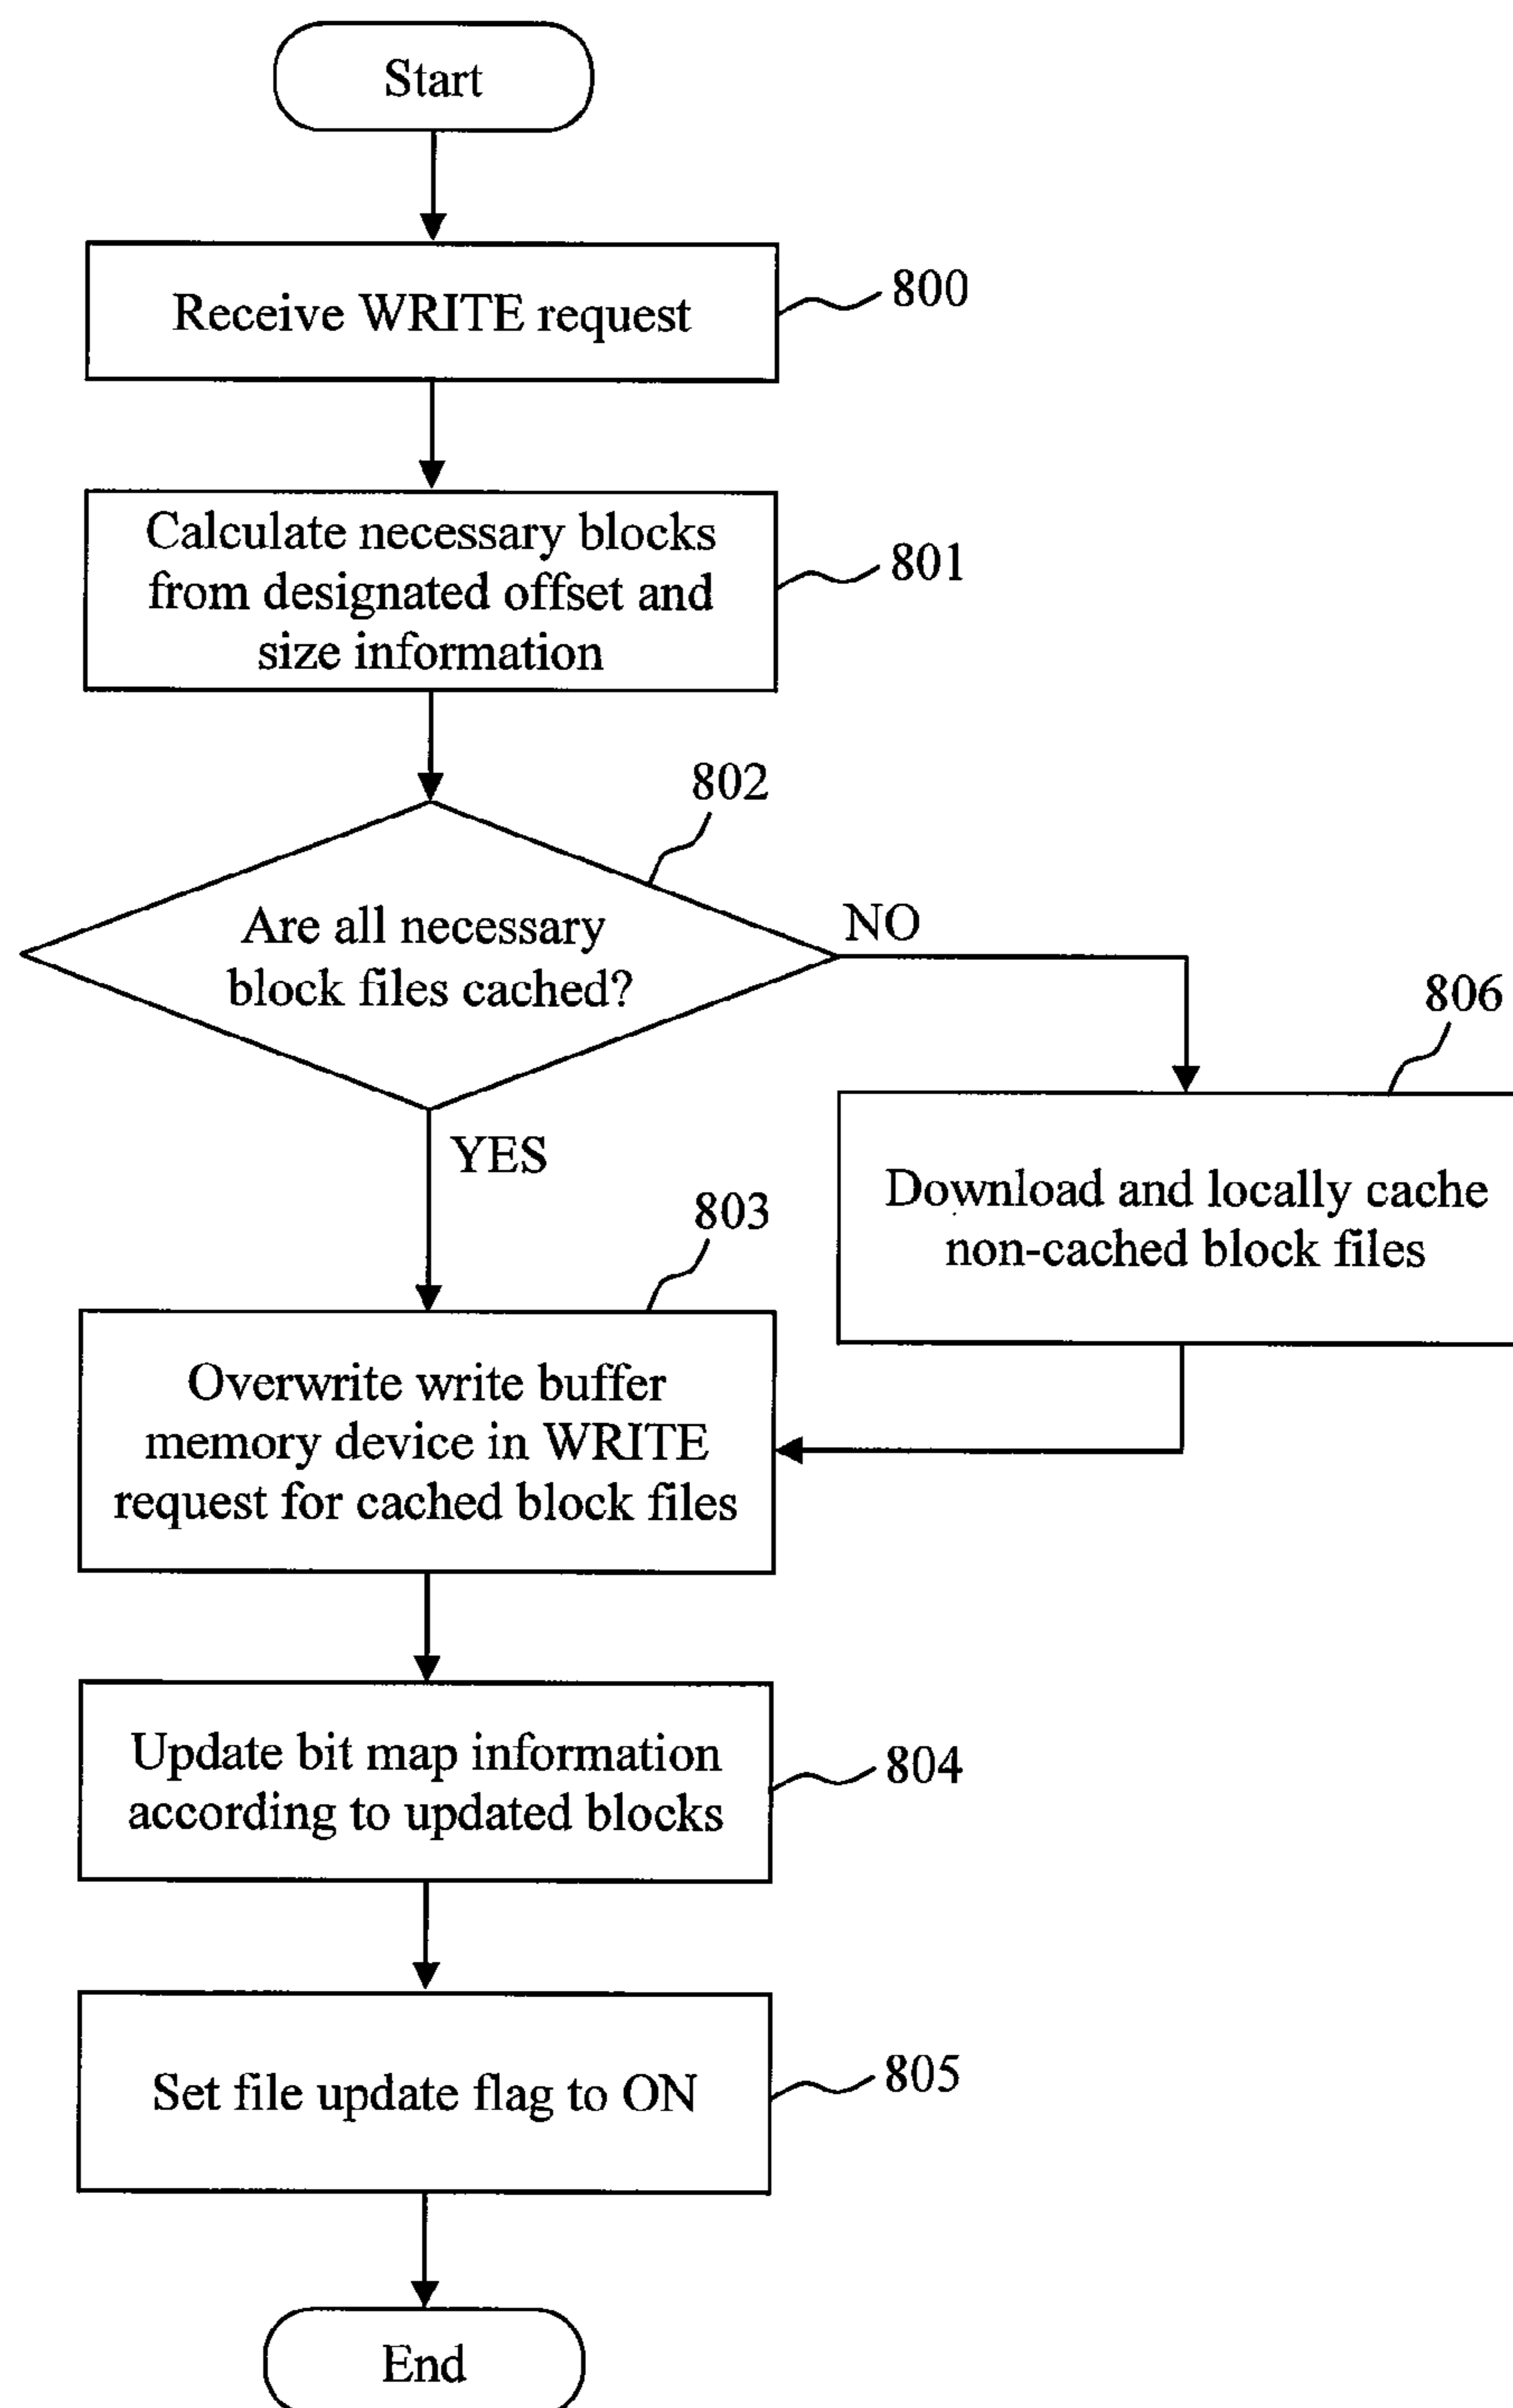 Start
Receive WRITE request
800
Calculate necessary blocks
from designated offset and
size information
801
802
Are all necessary
block files cached?
NO
YES
806
Download and locally cache
non-cached block files
803
Overwrite write buffer
memory device in WRITE
request for cached block files
Update bit map information
according to updated blocks
804
Set file update flag to ON
805
End